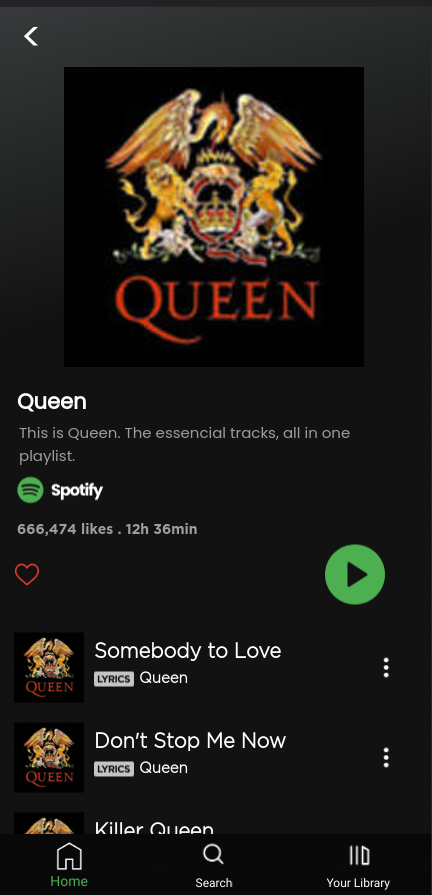 QUEEN
Queen
This is Queen. The essencial tracks, all in one
playlist.
Spotify
666,474 likes . 12h 36min
QUEEN
Somebody to Love
LYRICS Queen
QUEEN
Don't Stop Me Now
LYRICS Queen
Killer Queen
Home
Search
Your Library